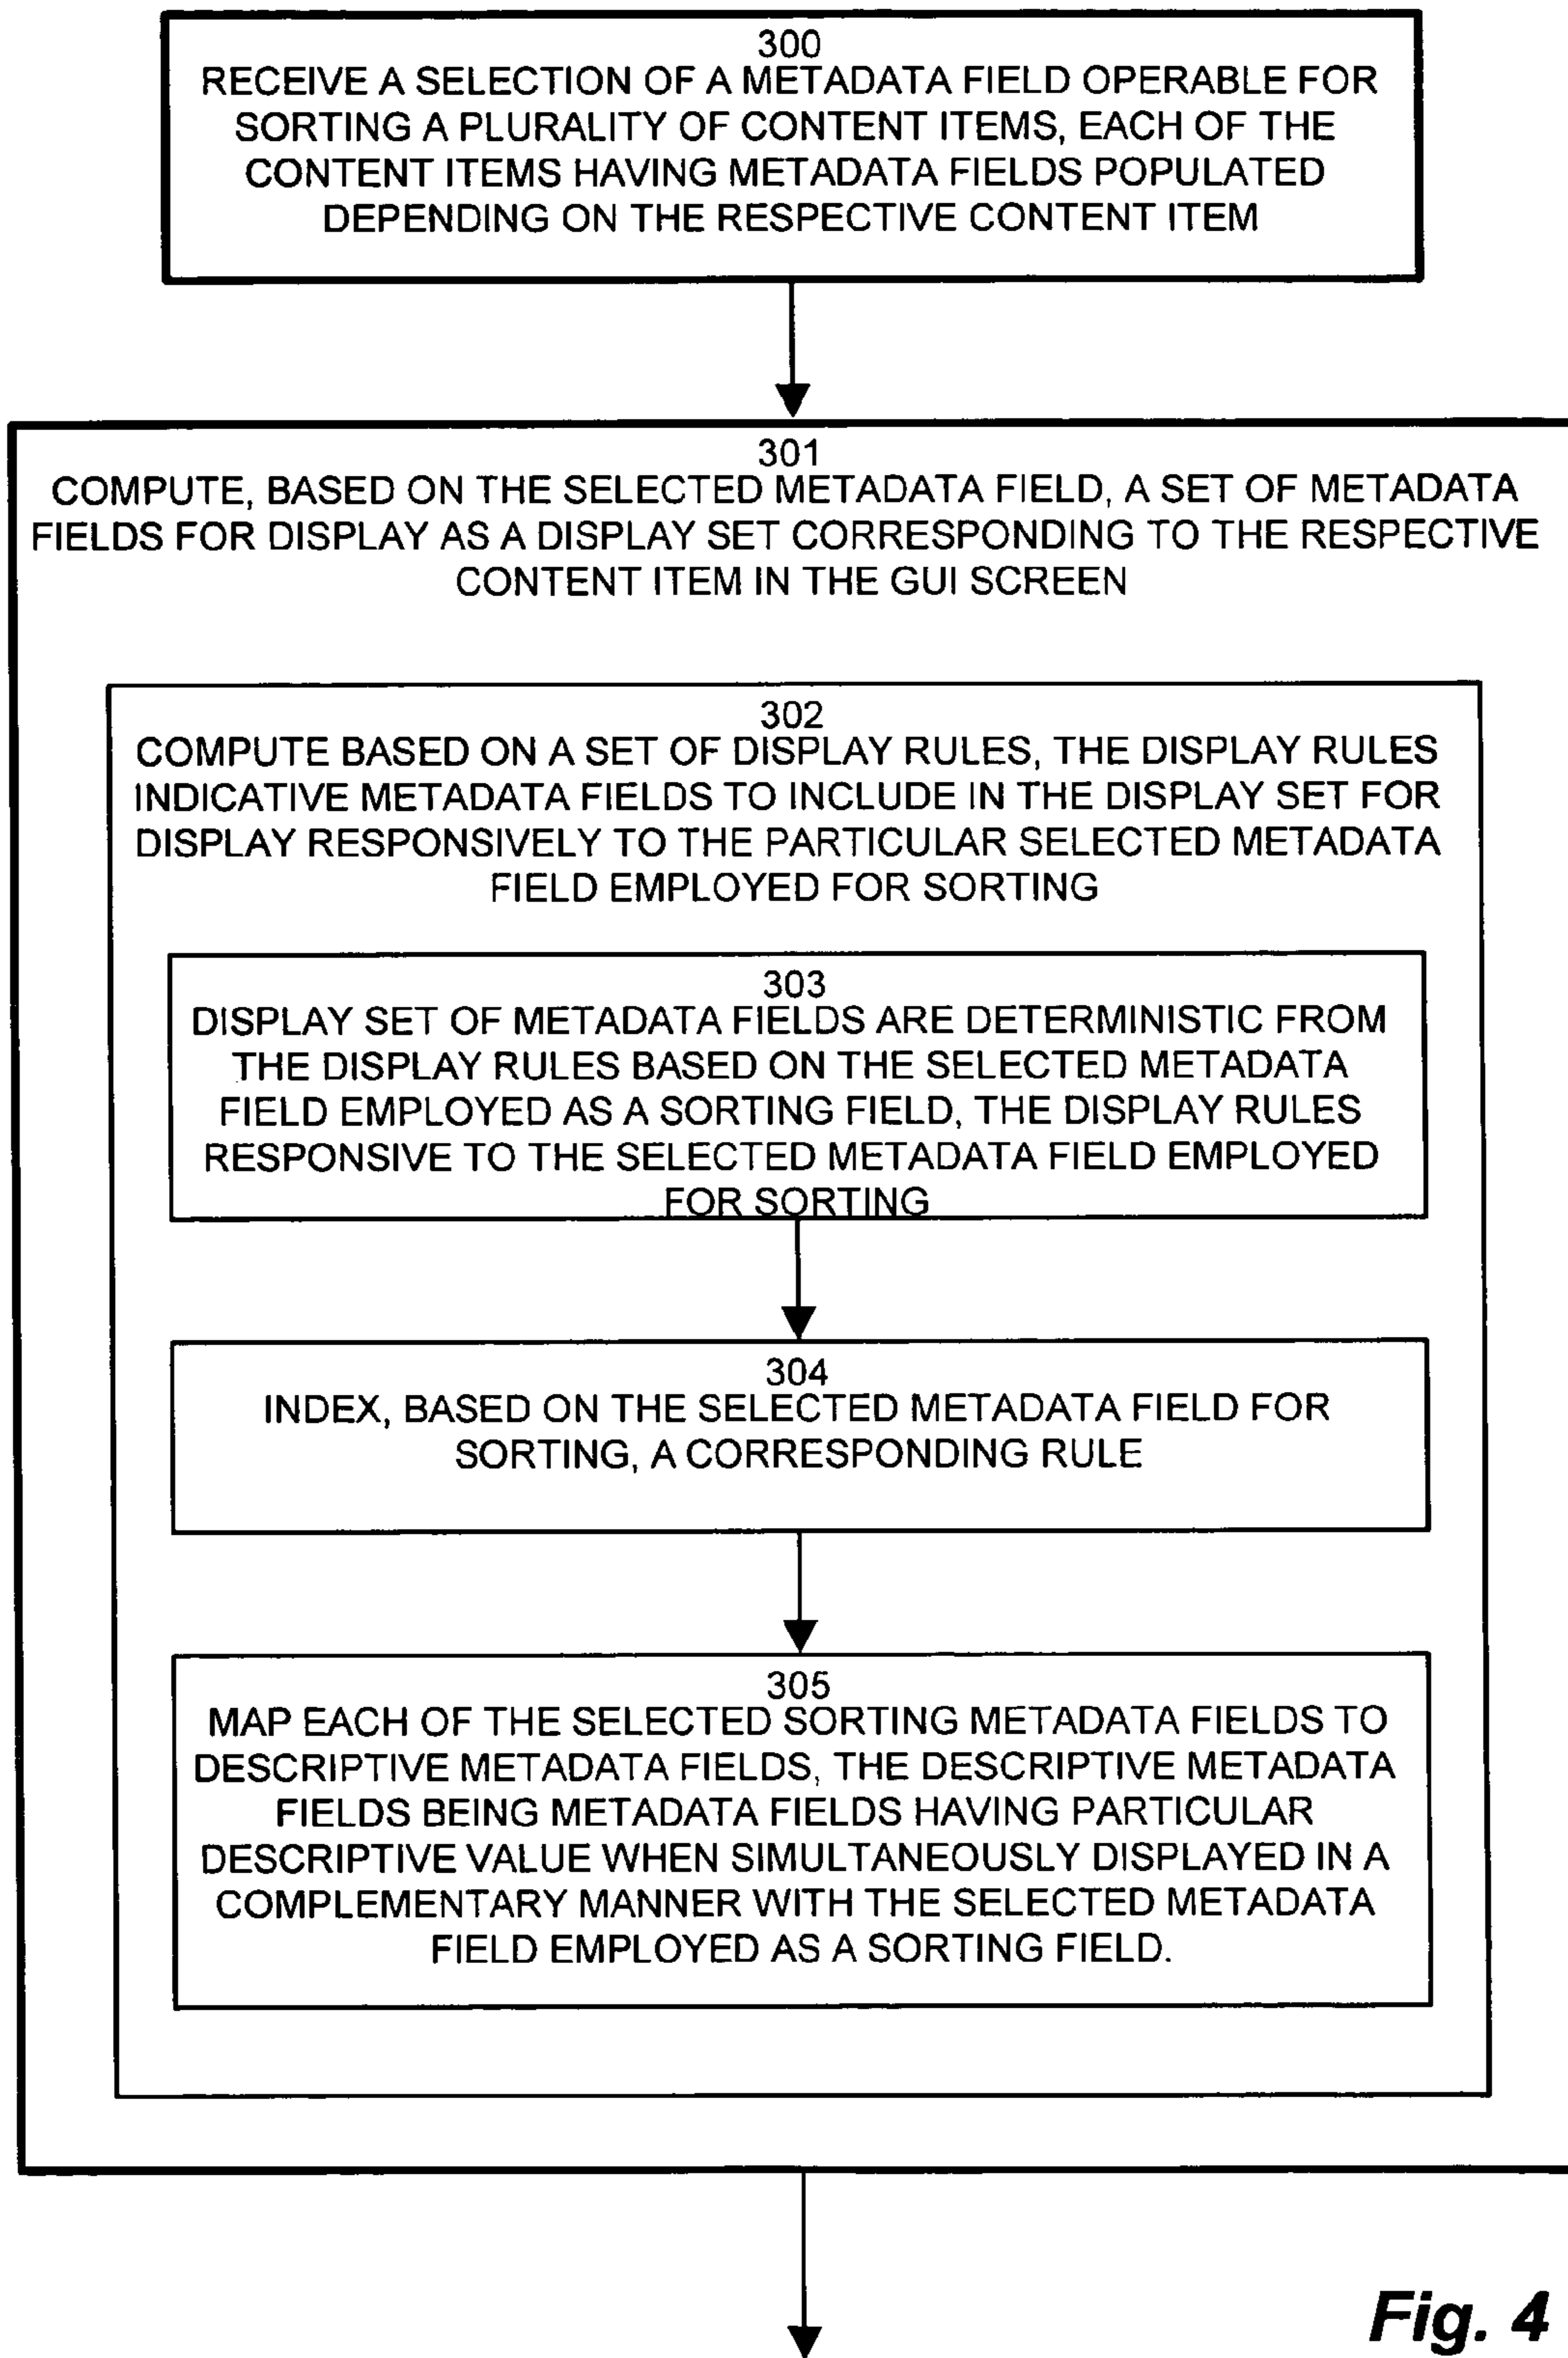 300
RECEIVE A SELECTION OF A METADATA FIELD OPERABLE FOR
SORTING A PLURALITY OF CONTENT ITEMS, EACH OF THE
CONTENT ITEMS HAVING METADATA FIELDS POPULATED
DEPENDING ON THE RESPECTIVE CONTENT ITEM
301
COMPUTE, BASED ON THE SELECTED METADATA FIELD, A SET OF METADATA
FIELDS FOR DISPLAY AS A DISPLAY SET CORRESPONDING TO THE RESPECTIVE
CONTENT ITEM IN THE GUI SCREEN
302
COMPUTE BASED ON A SET OF DISPLAY RULES, THE DISPLAY RULES
INDICATIVE METADATA FIELDS TO INCLUDE IN THE DISPLAY SET FOR
DISPLAY RESPONSIVELY TO THE PARTICULAR SELECTED METADATA
FIELD EMPLOYED FOR SORTING
303
DISPLAY SET OF METADATA FIELDS ARE DETERMINISTIC FROM
THE DISPLAY RULES BASED ON THE SELECTED METADATA
FIELD EMPLOYED AS A SORTING FIELD, THE DISPLAY RULES
RESPONSIVE TO THE SELECTED METADATA FIELD EMPLOYED
FOR SORTING
304
INDEX, BASED ON THE SELECTED METADATA FIELD FOR
SORTING, A CORRESPONDING RULE
305
MAP EACH OF THE SELECTED SORTING METADATA FIELDS TO
DESCRIPTIVE METADATA FIELDS, THE DESCRIPTIVE METADATA
FIELDS BEING METADATA FIELDS HAVING PARTICULAR
DESCRIPTIVE VALUE WHEN SIMULTANEOUSLY DISPLAYED IN A
COMPLEMENTARY MANNER WITH THE SELECTED METADATA
FIELD EMPLOYED AS A SORTING FIELD.
Fig. 4